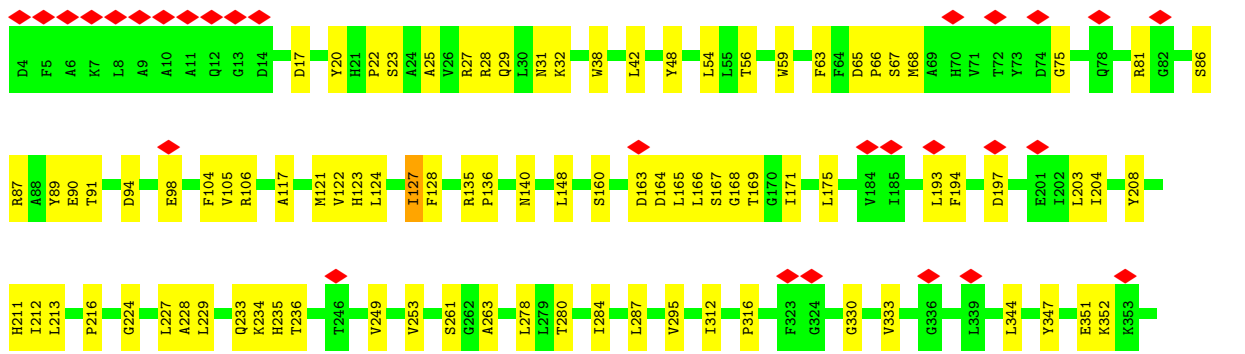 D4 F5 A6 K7 L8 A9 A10 A11 Q12 G13 D14 D17 Y20 H21 P22 S23 A24 A25 V26 R27 R28 Q29 L30 N31 K32 W38 L42 Y48 L54 L55 T56 W59 F63 F64 D65 P66 S67 M68 A69 H70 V71 T72 Y73 D74 G75 Q78 R81 G82 S86
R87 A88 Y89 E90 T91 D94 E98 F104 V105 R106 A117 M121 V122 H123 L124 I127 F128 R135 P136 N140 L148 S160 D163 D164 L165 L166 S167 G168 T169 G170 I171 L175 V184 I185 L193 F194 D197 E201 I202 L203 I204 Y208
H211 I212 L213 P216 G224 L227 A228 L229 Q233 K234 H235 T236 T246 V249 V253 S261 G262 A263 L278 L279 T280 I284 L287 V295 I312 P316 F323 G324 G330 V333 G336 L339 L344 Y347 E351 K352 K353